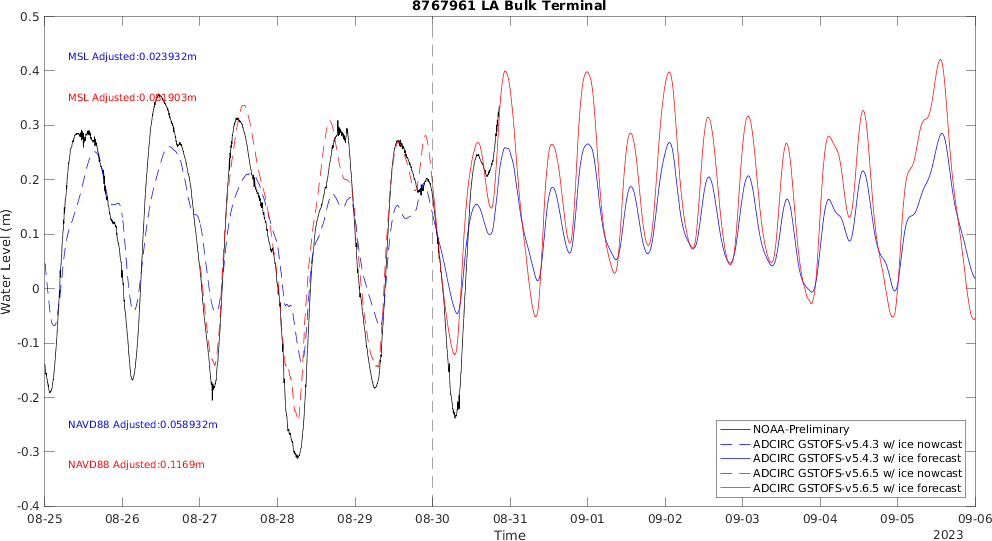 8767961 LA Bulk Terminal
0.5
MSL Adjusted:0.023932m
0.4
MSL Adjusted:
0.3
0.2
0.1
0
-0.1
-0.2
NAVD88 Adjusted:0.058932m
-0.3
NAVD88 Adjusted:0.1169m
-0.4
Water Level (m)
NOAA-Preliminary
ADCIRC GSTOFS-v5.4.3 w/ ice nowcast
ADCIRC GSTOFS-v5.4.3 w/ ice forecast
ADCIRC GSTOFS-v5.6.5 w/ ice nowcast
ADCIRC GSTOFS-v5.6.5 w/ ice forecast
08-25 08-26 08-27 08-28 08-29 08-30 08-31 09-01 09-02 09-03 09-04 09-05 09-06
Time
2023